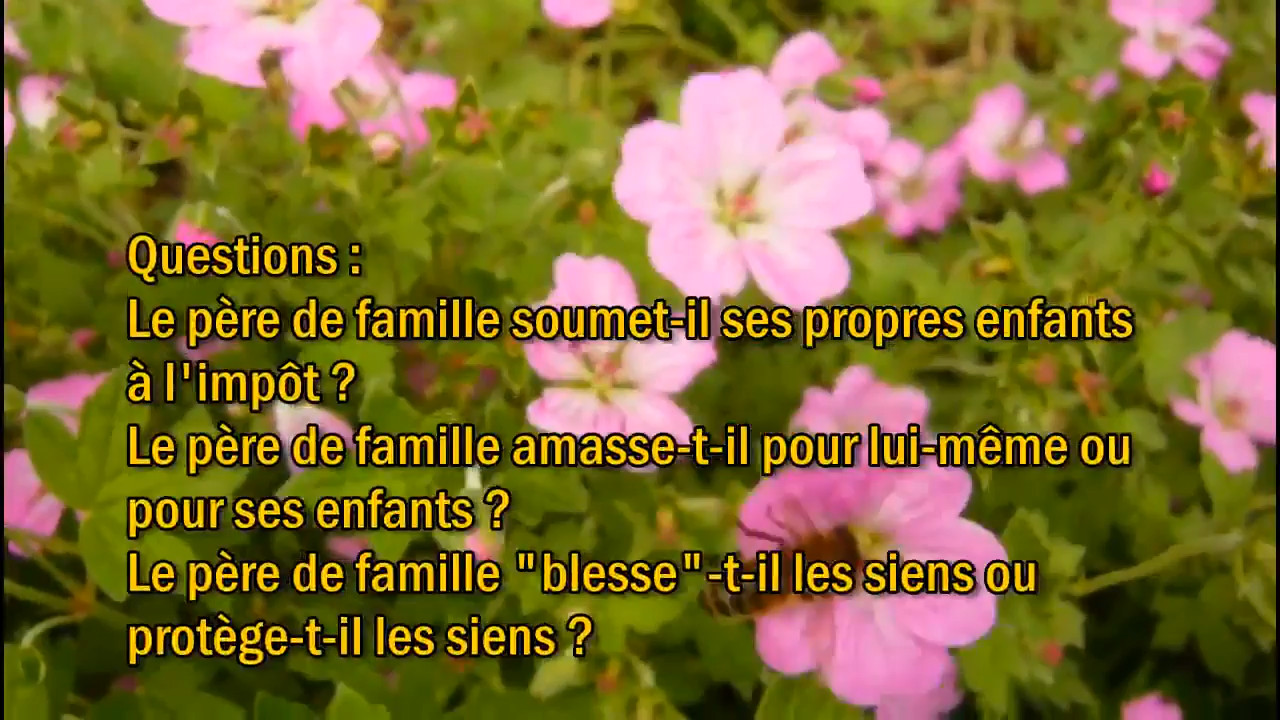 Questions :
Le père de famille soumet-il ses propres enfants
à l'impôt ?
Le père de famille amasse-t-il pour lui-même ou
pour ses enfants ?
Le père de famille "blesse"-t-il les siens ou
protège-t-il les siens ?